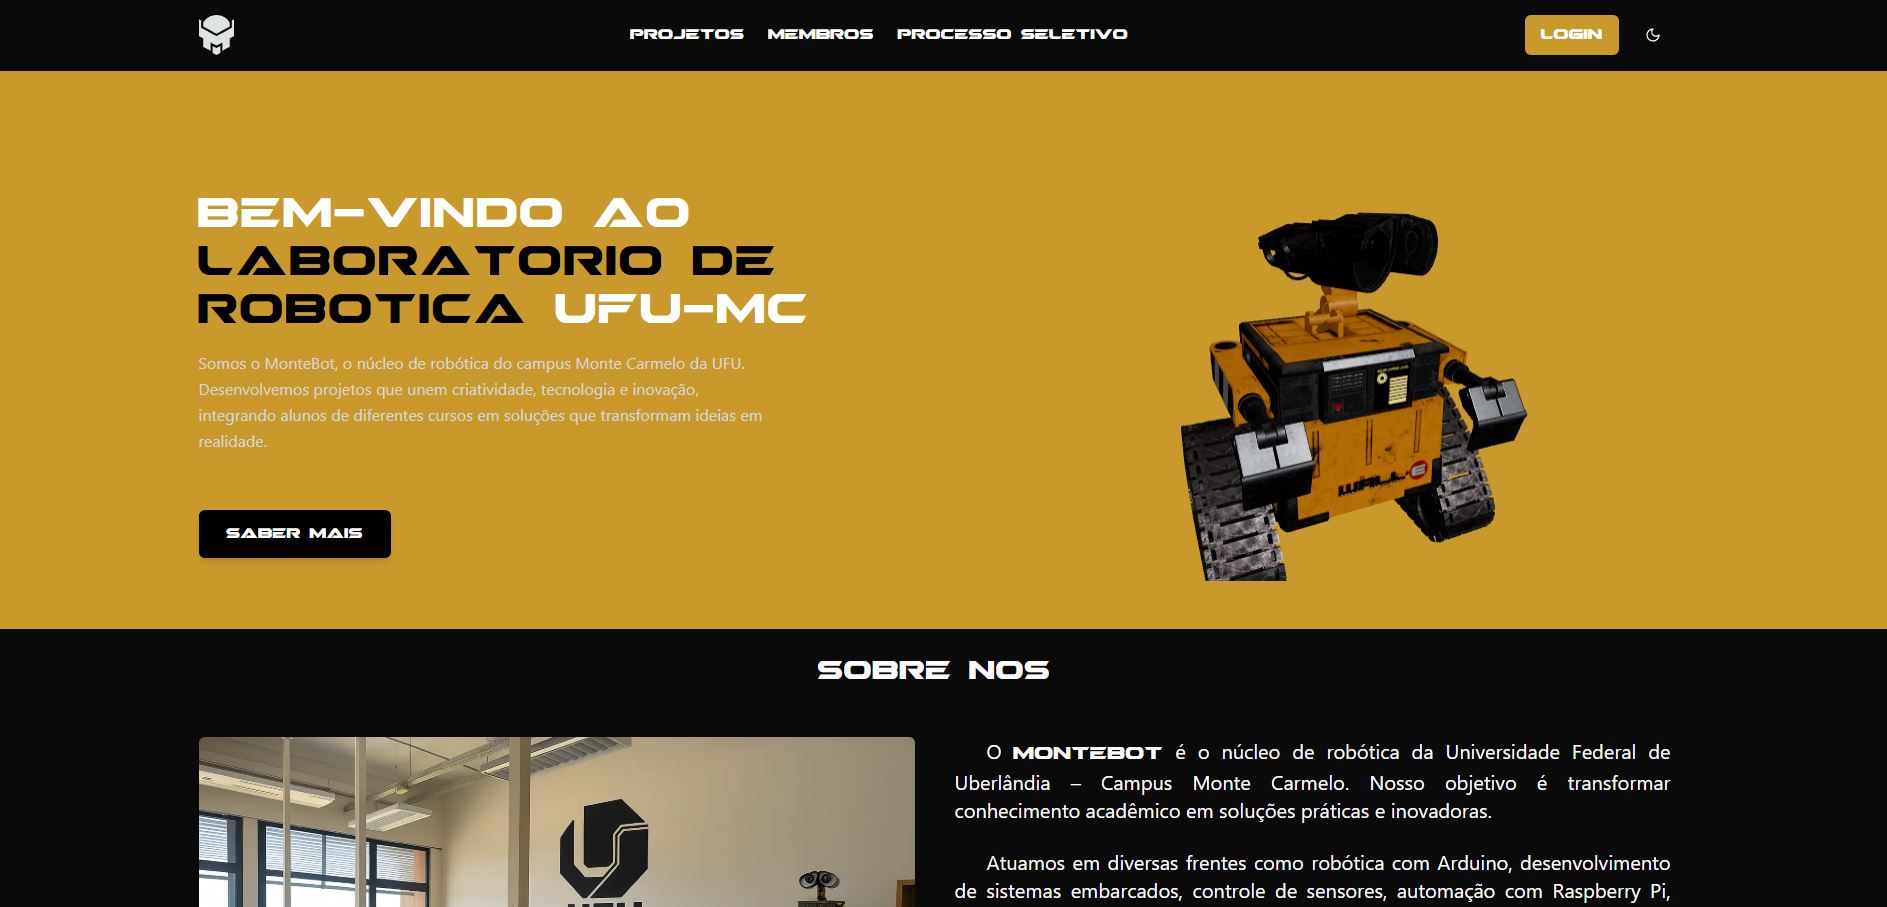 PROJETOS MEMBROS PROCESSO SELETIVO LOGIN
BEM-VINDO AO
LABORATORIO DE
ROBOTICA UFU-MC
Somos o MonteBot, o núcleo de robótica do campus Monte Carmelo da UFU.
Desenvolvemos projetos que unem criatividade, tecnologia e inovação,
integrando alunos de diferentes cursos em soluções que transformam ideias em
realidade.
SABER MAIS
WALL·E
SOBRE NOS
O MONTEBOT é o núcleo de robótica da Universidade Federal de
Uberlândia – Campus Monte Carmelo. Nosso objetivo é transformar
conhecimento acadêmico em soluções práticas e inovadoras.
Atuamos em diversas frentes como robótica com Arduino, desenvolvimento
de sistemas embarcados, controle de sensores, automação com Raspberry Pi,